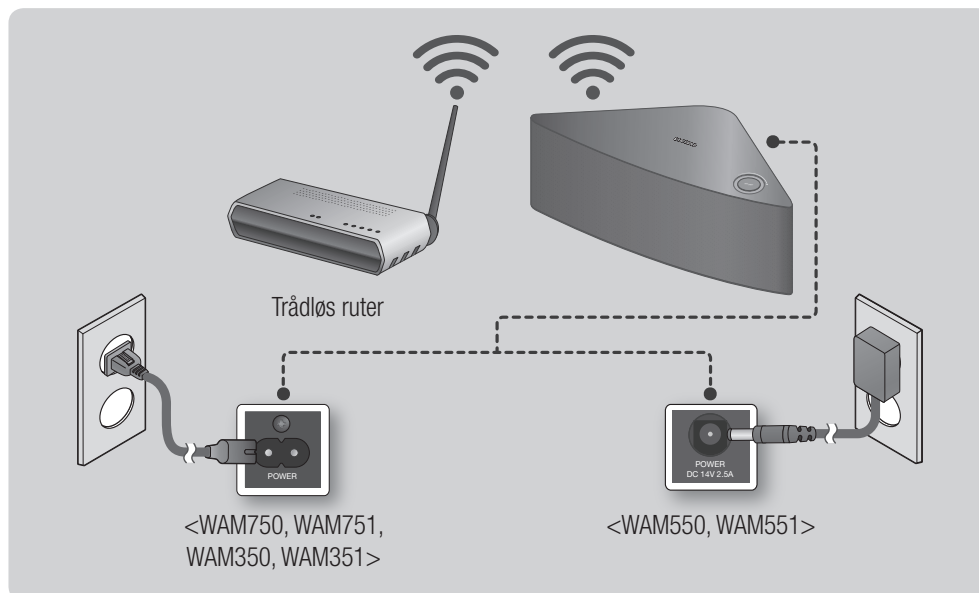 Trådløs ruter
POWER
POWER
DC 14V 2.5A
<WAM750, WAM751,
WAM350, WAM351>
<WAM550, WAM551>